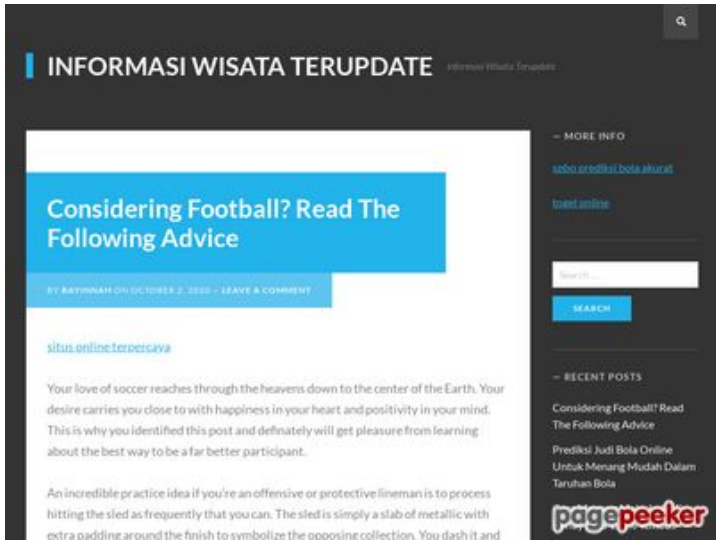 INFORMASI WISATA TERUPDATE
Informasi Wisata Terupdate
Considering Football? Read The
Following Advice
BY BAYINNAH ON OCTOBER 2, 2020 – LEAVE A COMMENT
situs online terpercaya
Your love of soccer reaches through the heavens down to the center of the Earth. Your
desire carries you close to with happiness in your heart and positivity in your mind.
This is why you identified this post and definately will get pleasure from learning
about the best way to be a far better participant.
An incredible practice idea if you're an offensive or protective lineman is to process
hitting the sled as frequently that you can. The sled is simply a slab of metallic with
extra padding around the finish to symbolize the opposing collection. You dash it and
– MORE INFO
sobo prediksi bola akurat
togel online
Search …
SEARCH
– RECENT POSTS
Considering Football? Read
The Following Advice
Prediksi Judi Bola Online
Untuk Menang Mudah Dalam
Taruhan Bola
pagepeeker